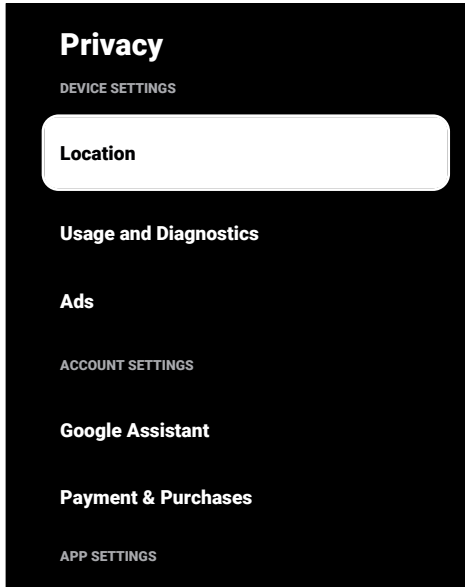 Privacy
DEVICE SETTINGS
Location
Usage and Diagnostics
Ads
ACCOUNT SETTINGS
Google Assistant
Payment & Purchases
APP SETTINGS